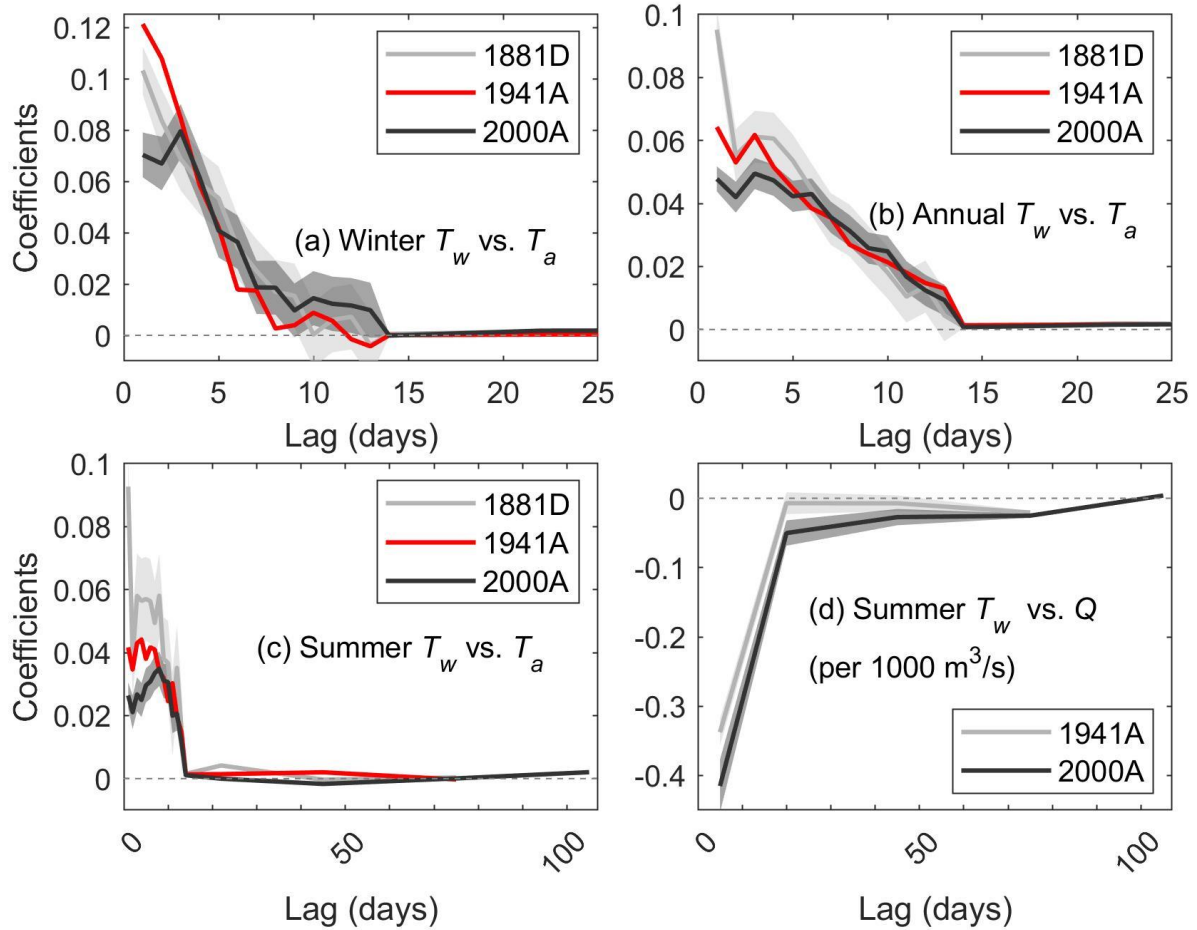 0.12
0.1
0.08
0.06
0.04
0.02
0
Coefficients
1881D
1941A
2000A
(a) Winter T_w vs. T_a
0 5 10 15 20 25
Lag (days)
0.1
0.08
0.06
0.04
0.02
0
1881D
1941A
2000A
(b) Annual T_w vs. T_a
0 5 10 15 20 25
Lag (days)
0.1
0.08
0.06
0.04
0.02
0
Coefficients
1881D
1941A
2000A
(c) Summer T_w vs. T_a
0 50 100
Lag (days)
0
-0.1
-0.2
-0.3
-0.4
(d) Summer T_w vs. Q
(per 1000 m³/s)
1941A
2000A
0 50 100
Lag (days)